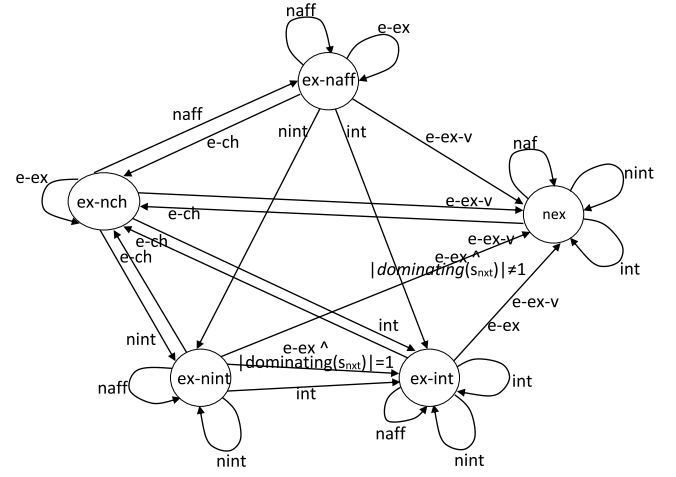 naff
e-ex
ex-naff
naff
nint
int
e-ch
e-ex-v
naf
nint
e-ex
ex-nch
e-ex-v
nex
e-ch
e-ch
e-ch
e-ex-v
e-ex ^
|dominating(sₙₓₜ)|≠1
int
e-ex-v
e-ex
int
nint
e-ex ^
|dominating(sₙₓₜ)|=1
ex-nint
ex-int
int
naff
int
naff
nint
nint